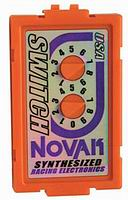 SWITCH
USA
NOVAK
SYNTHESIZED
RACING ELECTRONICS